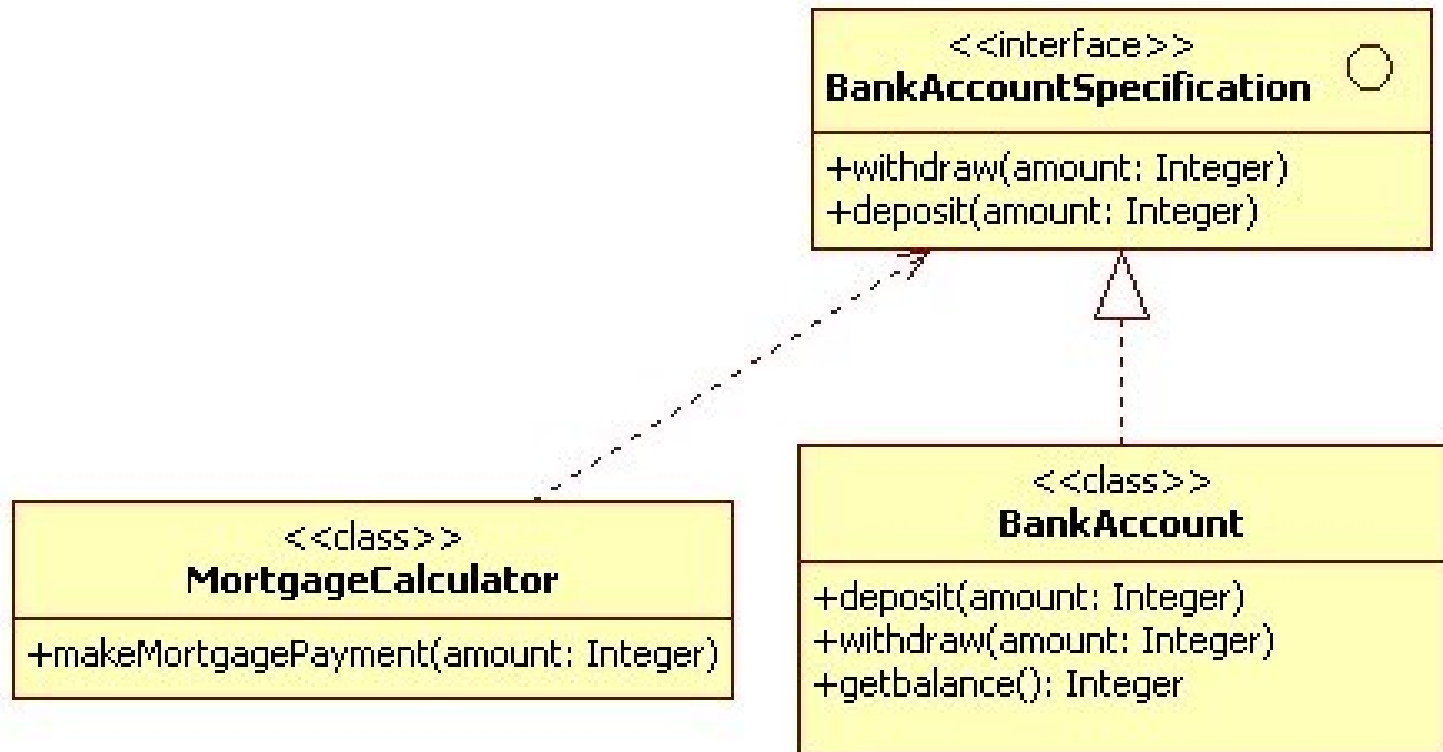 <<interface>>
BankAccountSpecification
+withdraw(amount: Integer)
+deposit(amount: Integer)
<<class>>
MortgageCalculator
+makeMortgagePayment(amount: Integer)
<<class>>
BankAccount
+deposit(amount: Integer)
+withdraw(amount: Integer)
+getbalance(): Integer